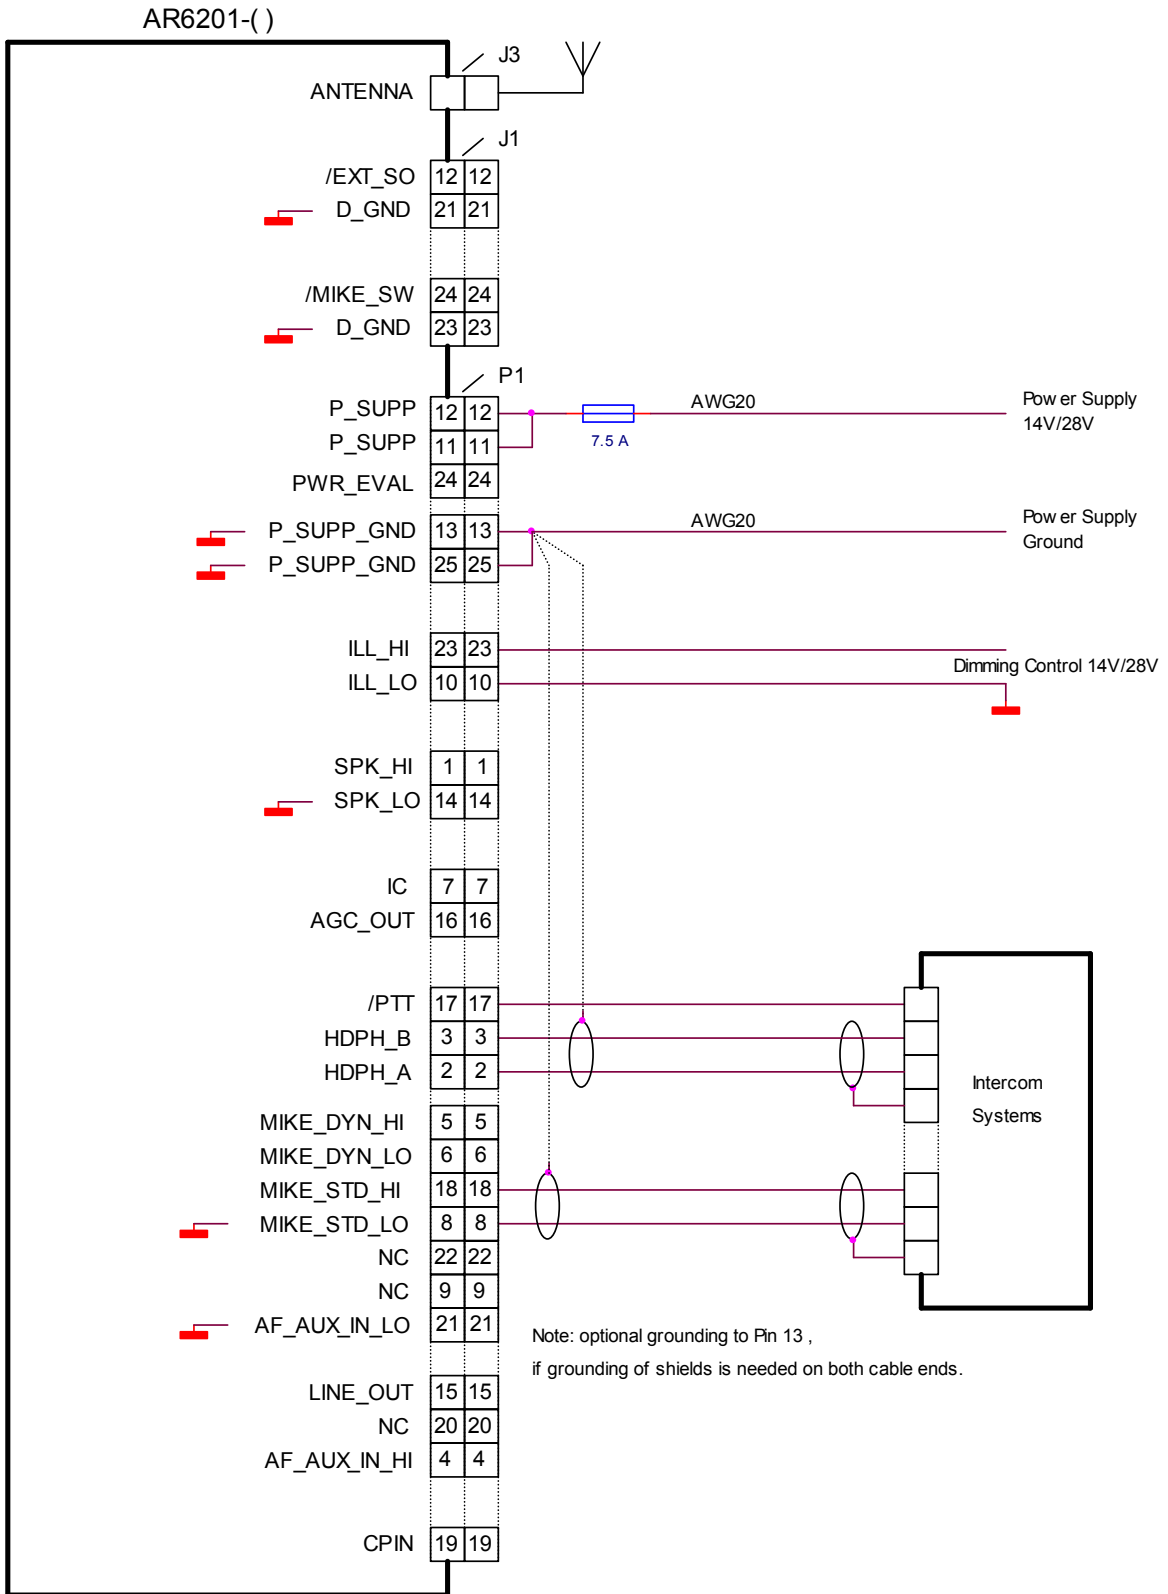 AR6201-( )
J3
ANTENNA
J1
/EXT_SO 12 12
D_GND 21 21
/MIKE_SW 24 24
D_GND 23 23
P1
P_SUPP 12 12 AWG20 Power Supply
14V/28V
P_SUPP 11 11 7.5 A
PWR_EVAL 24 24
P_SUPP_GND 13 13 AWG20 Power Supply
Ground
P_SUPP_GND 25 25
ILL_HI 23 23
Dimming Control 14V/28V
ILL_LO 10 10
SPK_HI 1 1
SPK_LO 14 14
IC 7 7
AGC_OUT 16 16
/PTT 17 17
HDPH_B 3 3
HDPH_A 2 2
Intercom
Systems
MIKE_DYN_HI 5 5
MIKE_DYN_LO 6 6
MIKE_STD_HI 18 18
MIKE_STD_LO 8 8
NC 22 22
NC 9 9
AF_AUX_IN_LO 21 21
Note: optional grounding to Pin 13 ,
if grounding of shields is needed on both cable ends.
LINE_OUT 15 15
NC 20 20
AF_AUX_IN_HI 4 4
CPIN 19 19